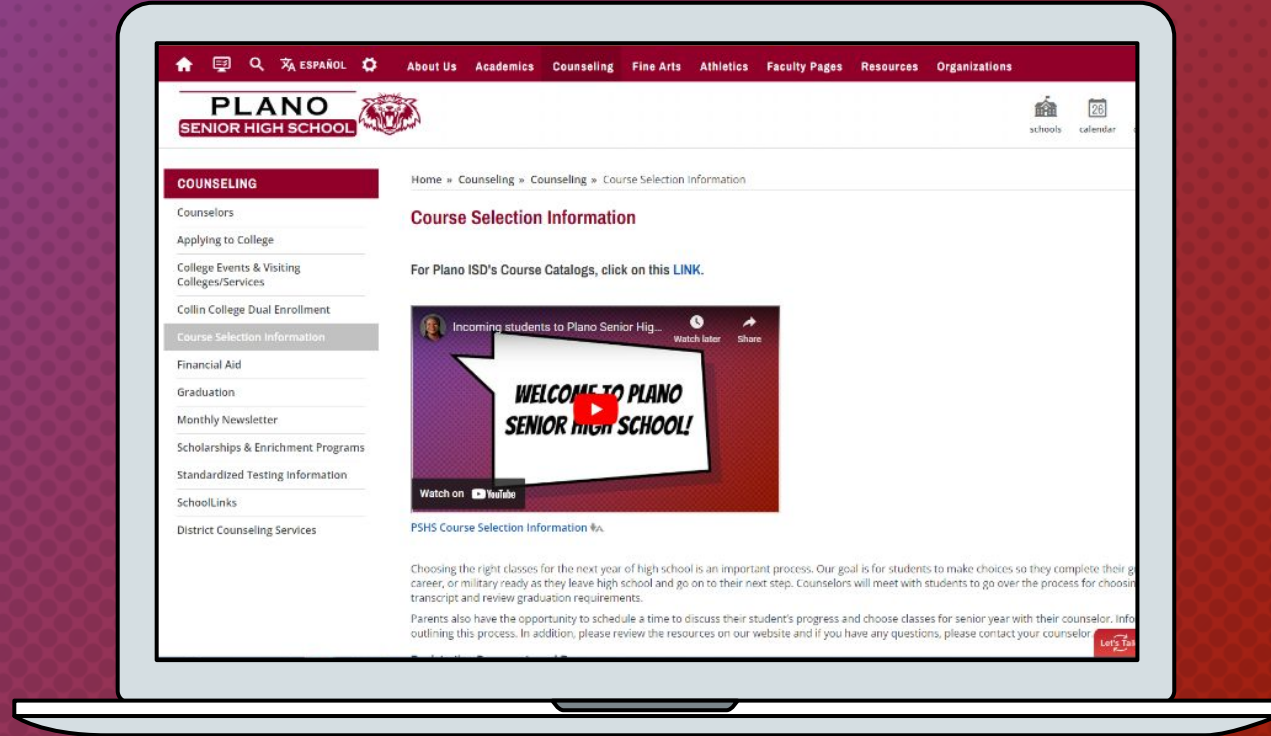 ESPAÑOL About Us Academics Counseling Fine Arts Athletics Faculty Pages Resources Organizations
PLANO
SENIOR HIGH SCHOOL
26
schools calendar
COUNSELING
Counselors
Applying to College
College Events & Visiting
Colleges/Services
Collin College Dual Enrollment
Course Selection Information
Financial Aid
Graduation
Monthly Newsletter
Scholarships & Enrichment Programs
Standardized Testing Information
SchoolLinks
District Counseling Services
Home » Counseling » Counseling » Course Selection Information
Course Selection Information
For Plano ISD's Course Catalogs, click on this LINK.
Incoming students to Plano Senior Hig...
Watch later Share
WELCOME TO PLANO
SENIOR HIGH SCHOOL!
Watch on YouTube
PSHS Course Selection Information
Choosing the right classes for the next year of high school is an important process. Our goal is for students to make choices so they complete their
career, or military ready as they leave high school and go on to their next step. Counselors will meet with students to go over the process for
transcript and review graduation requirements.
Parents also have the opportunity to schedule a time to discuss their student's progress and choose classes for senior year with their counselor.
outlining this process. In addition, please review the resources on our website and if you have any questions, please contact your counselor
Let's